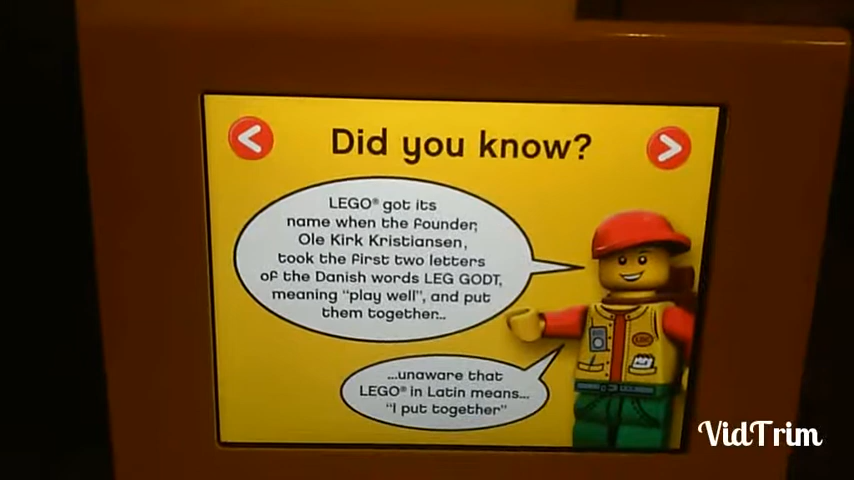 Did you know?
LEGO® got its
name when the founder,
Ole Kirk Kristiansen,
took the first two letters
of the Danish words LEG GODT,
meaning "play well", and put
them together...
...unaware that
LEGO® in Latin means...
"I put together"
VidTrim